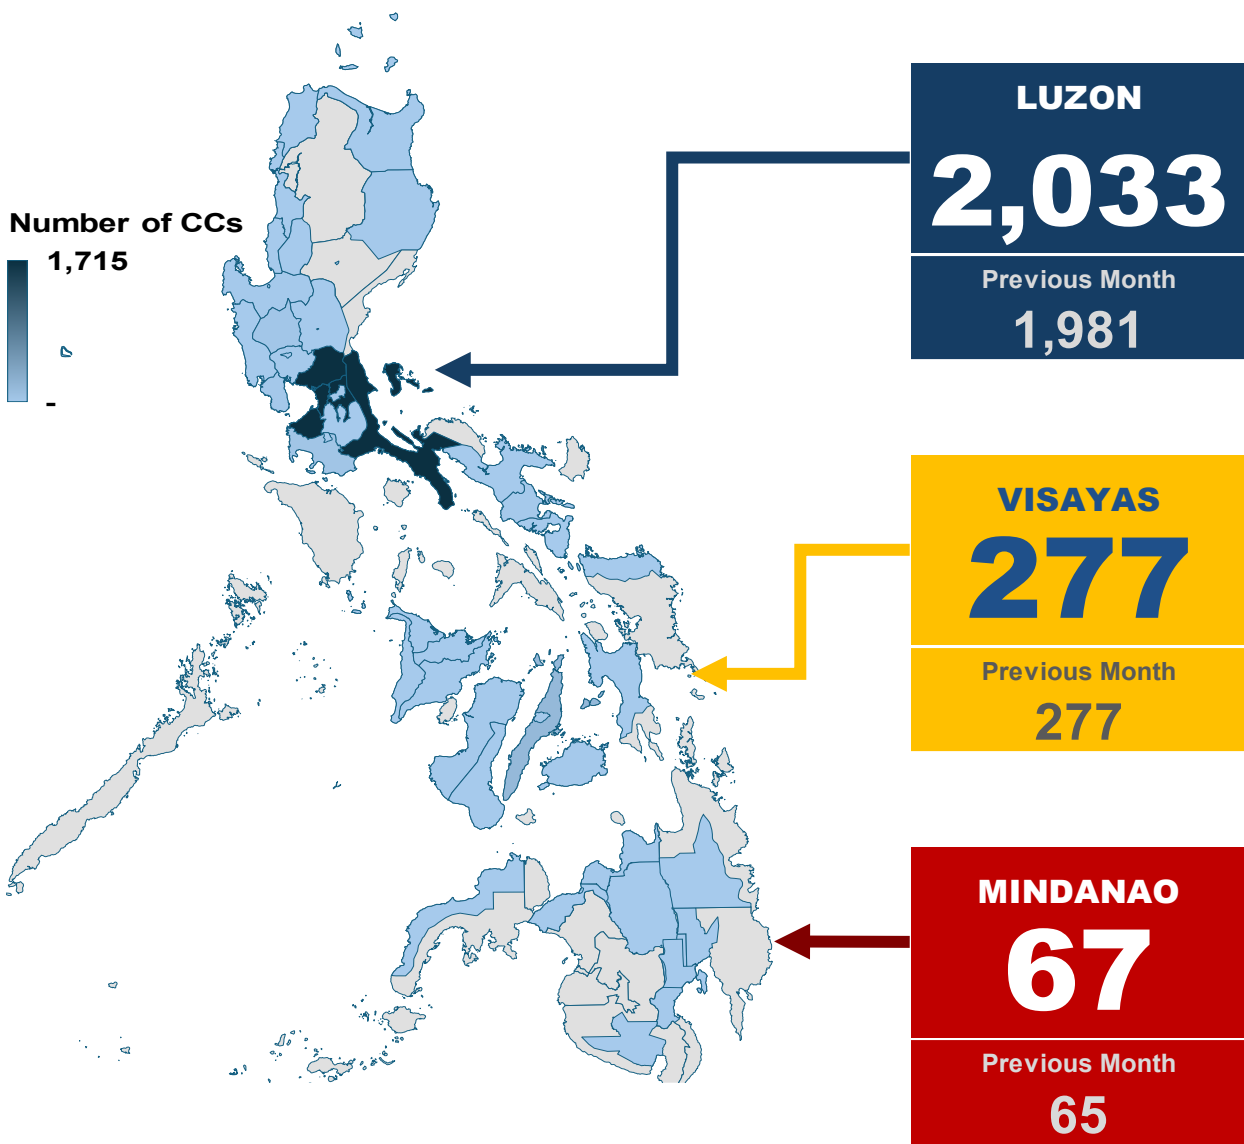 Number of CCs
1,715
-
LUZON
2,033
Previous Month
1,981
VISAYAS
277
Previous Month
277
MINDANAO
67
Previous Month
65